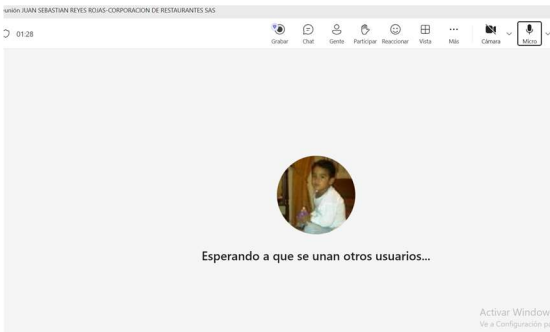 unión JUAN SEBASTIAN REYES ROJAS-CORPORACION DE RESTAURANTES SAS
01:28
Grabar Chat Gente Participar Reaccionar Vista Más Cámara Micro
Esperando a que se unan otros usuarios...
Activar Window
Ve a Configuración p